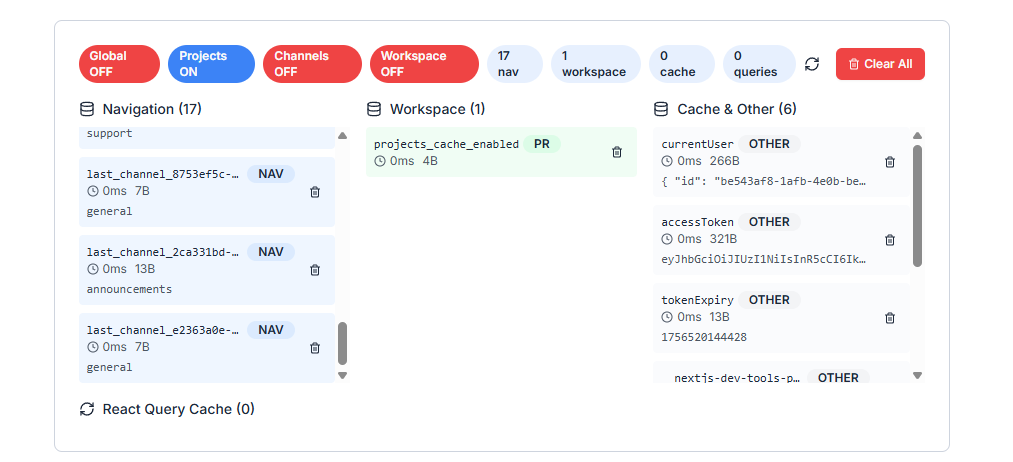 Global
OFF
Projects
ON
Channels
OFF
Workspace
OFF
17
nav
1
workspace
0
cache
0
queries
Clear All
Navigation (17)
support
last_channel_8753ef5c-… NAV
0ms 7B
general
last_channel_2ca331bd-… NAV
0ms 13B
announcements
last_channel_e2363a0e-… NAV
0ms 7B
general
Workspace (1)
projects_cache_enabled PR
0ms 4B
Cache & Other (6)
currentUser OTHER
0ms 266B
{ "id": "be543af8-1afb-4e0b-be…
accessToken OTHER
0ms 321B
eyJhbGciOiJIUzI1NiIsInR5cCI6Ik…
tokenExpiry OTHER
0ms 13B
1756520144428
__nextjs-dev-tools-p… OTHER
React Query Cache (0)